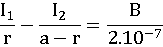 I₁/r − I₂/(a − r) = B/(2.10⁻⁷)